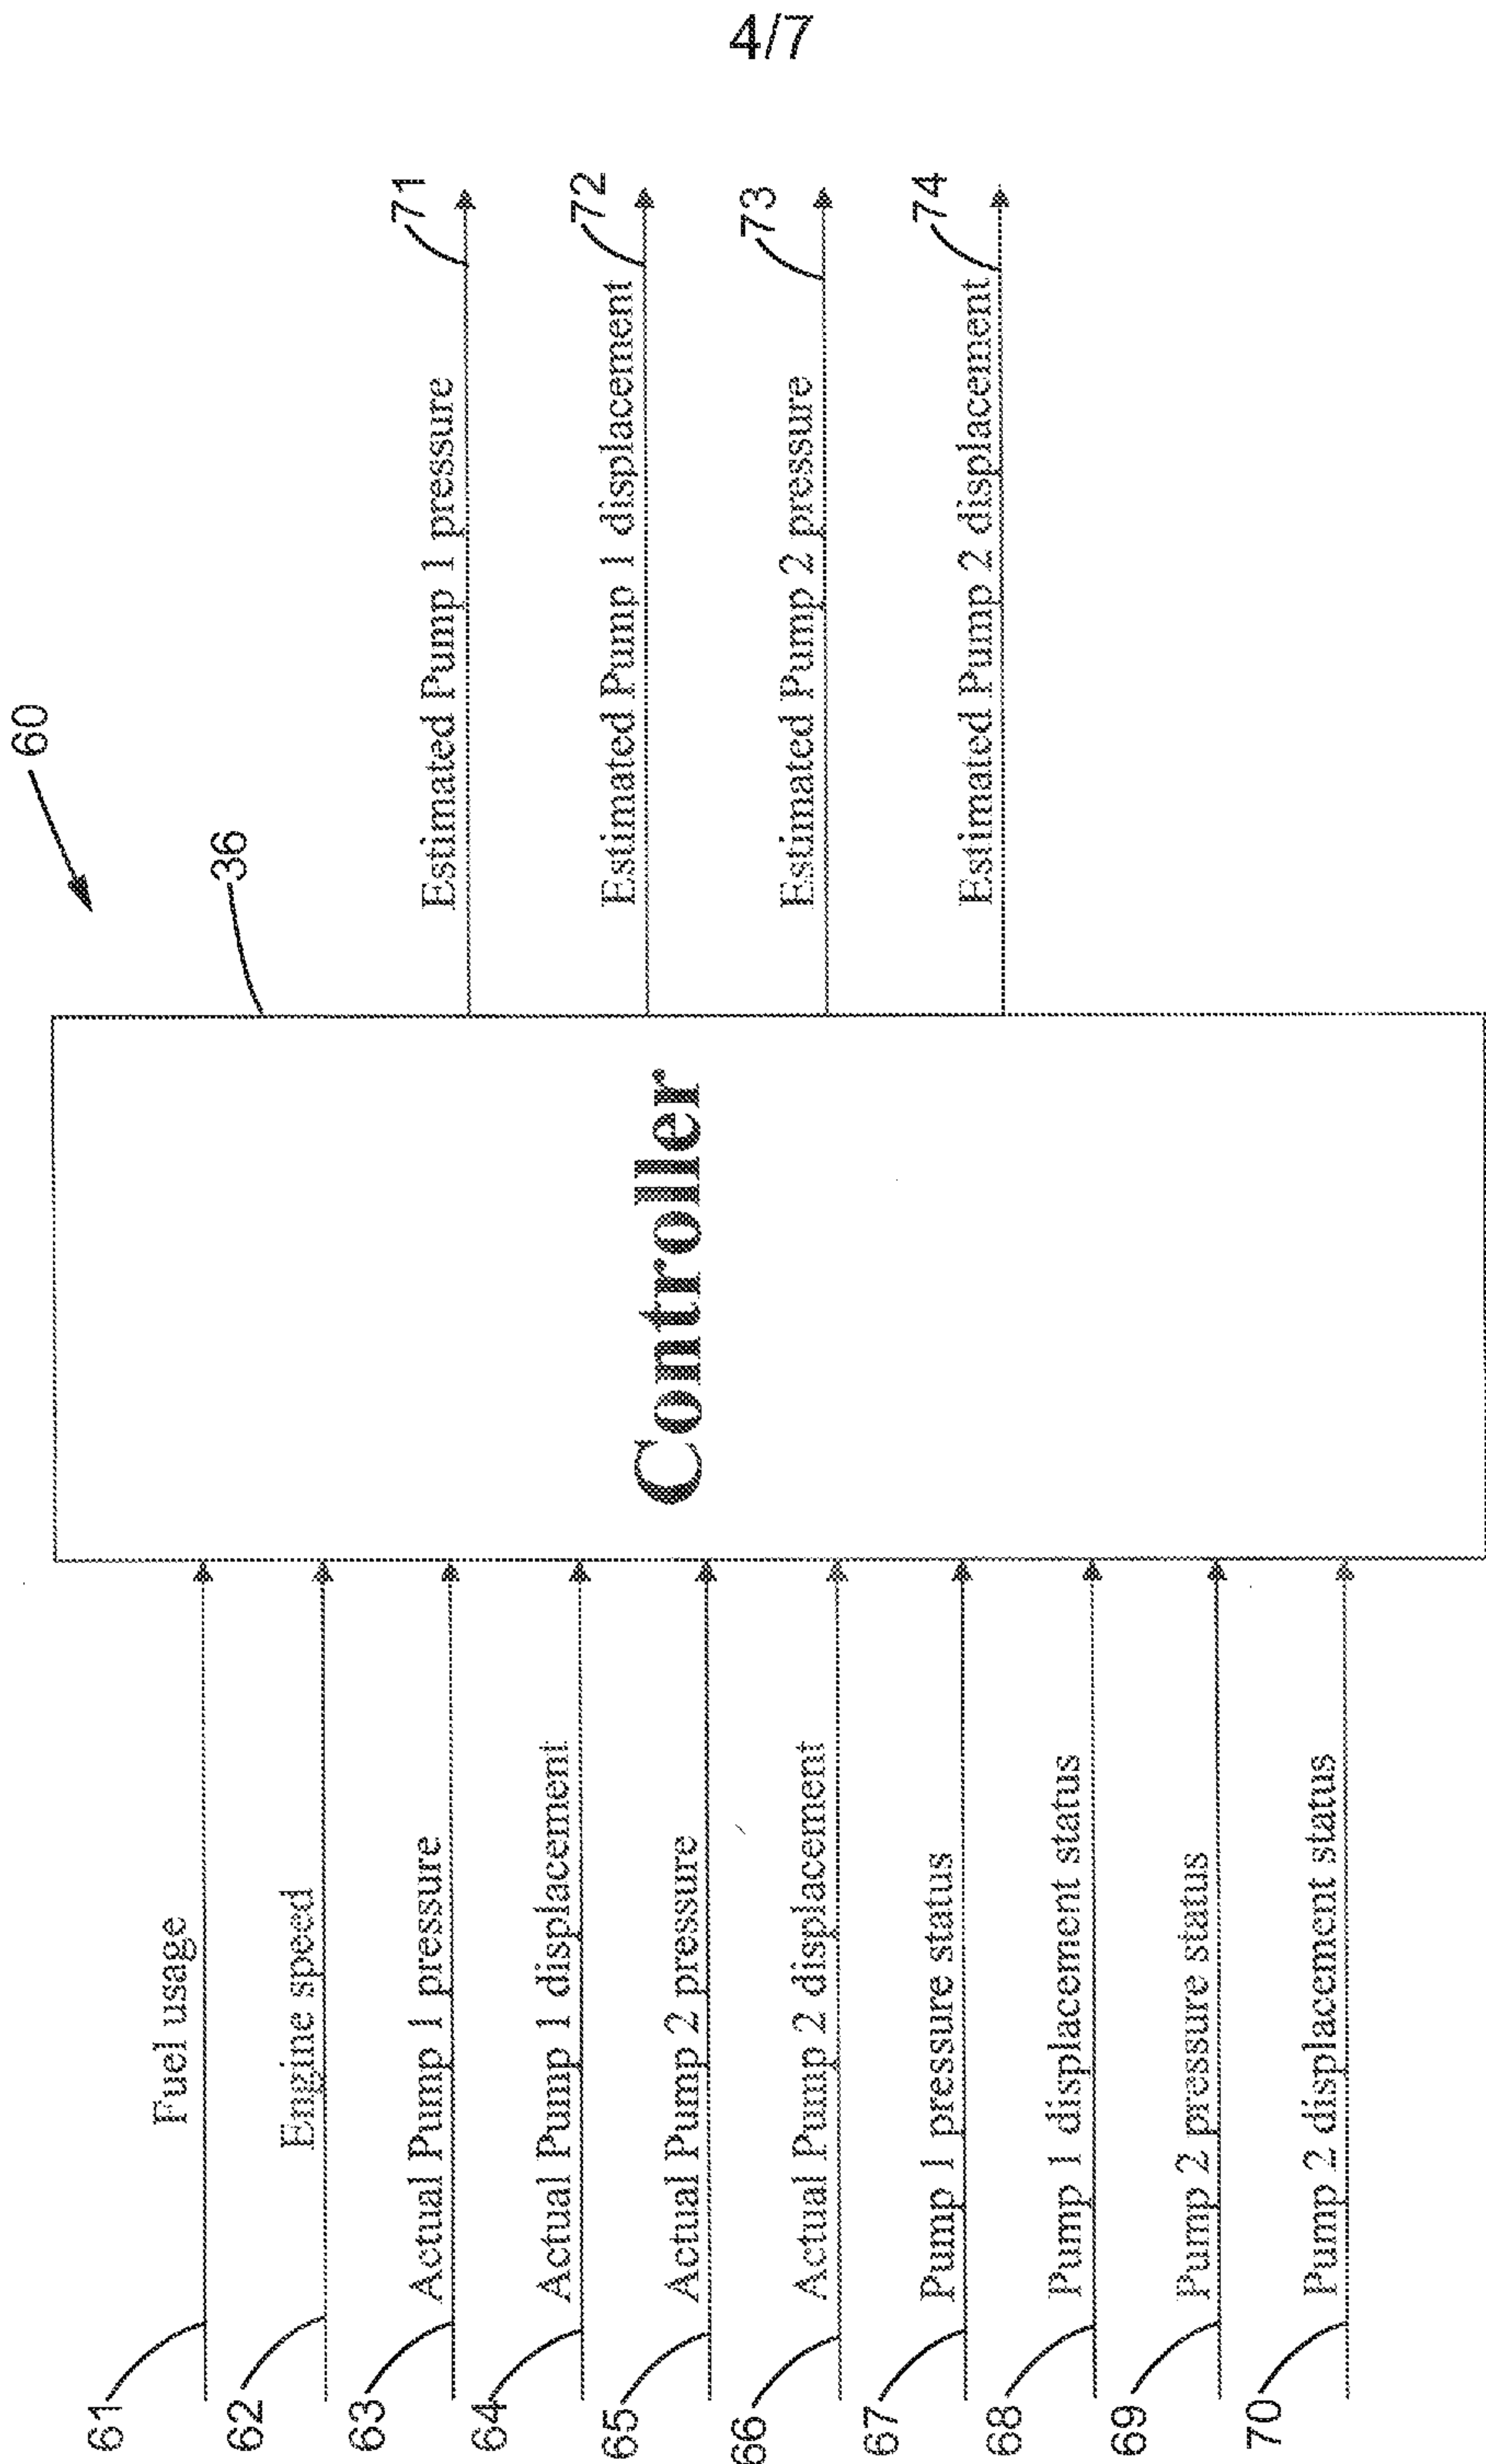 4/7
60
36
61
Fuel usage
62
Engine speed
63
Actual Pump 1 pressure
64
Actual Pump 1 displacement
65
Actual Pump 2 pressure
66
Actual Pump 2 displacement
67
Pump 1 pressure status
68
Pump 1 displacement status
69
Pump 2 pressure status
70
Pump 2 displacement status
Controller
Estimated Pump 1 pressure
71
Estimated Pump 1 displacement
72
Estimated Pump 2 pressure
73
Estimated Pump 2 displacement
74